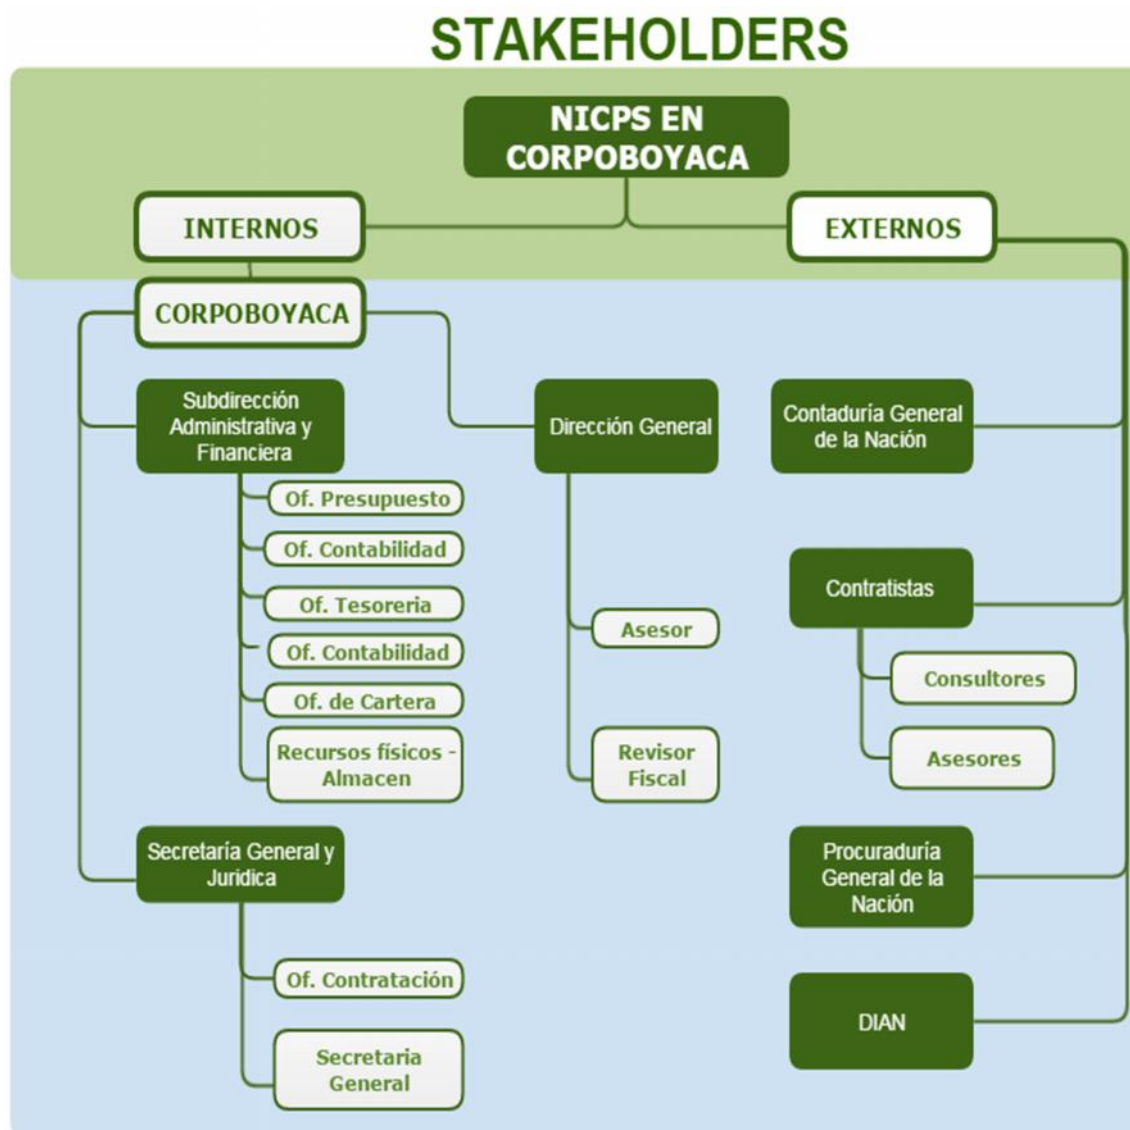 STAKEHOLDERS
NICPS EN
CORPOBOYACA
INTERNOS
EXTERNOS
CORPOBOYACA
Subdirección
Administrativa y
Financiera
Of. Presupuesto
Of. Contabilidad
Of. Tesoreria
Of. Contabilidad
Of. de Cartera
Recursos físicos -
Almacen
Secretaría General y
Juridica
Of. Contratación
Secretaria
General
Dirección General
Asesor
Revisor
Fiscal
Contaduría General
de la Nación
Contratistas
Consultores
Asesores
Procuraduría
General de la
Nación
DIAN